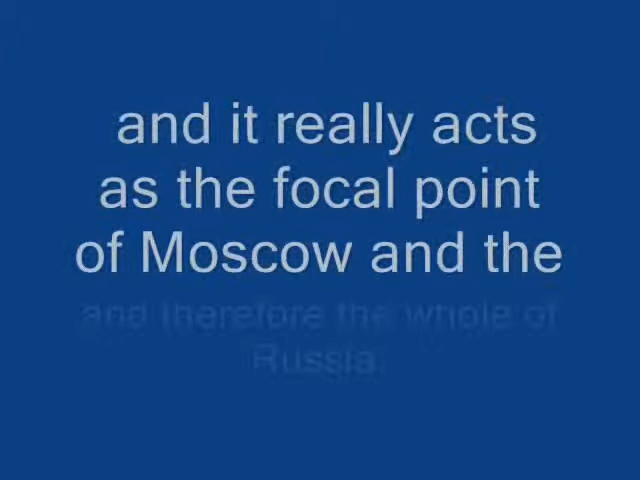 and it really acts
as the focal point
of Moscow and the
and therefore the whole of
Russia.